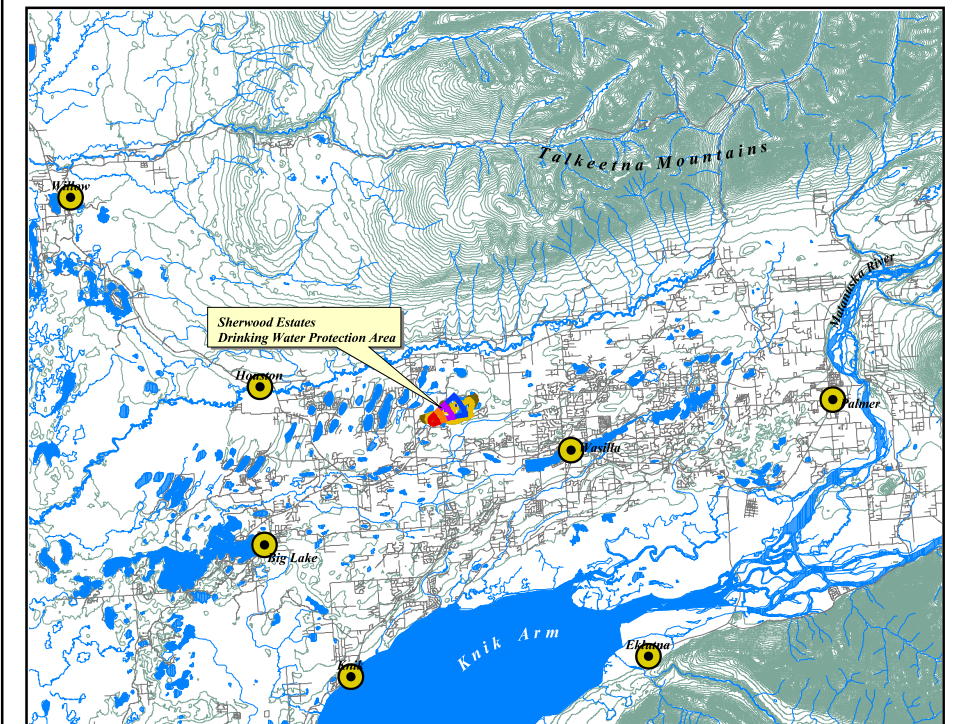 Talkeetna Mountains
Willow
Matanuska River
Sherwood Estates
Drinking Water Protection Area
Houston
Palmer
Wasilla
Big Lake
Knik Arm
Eklutna
Knik